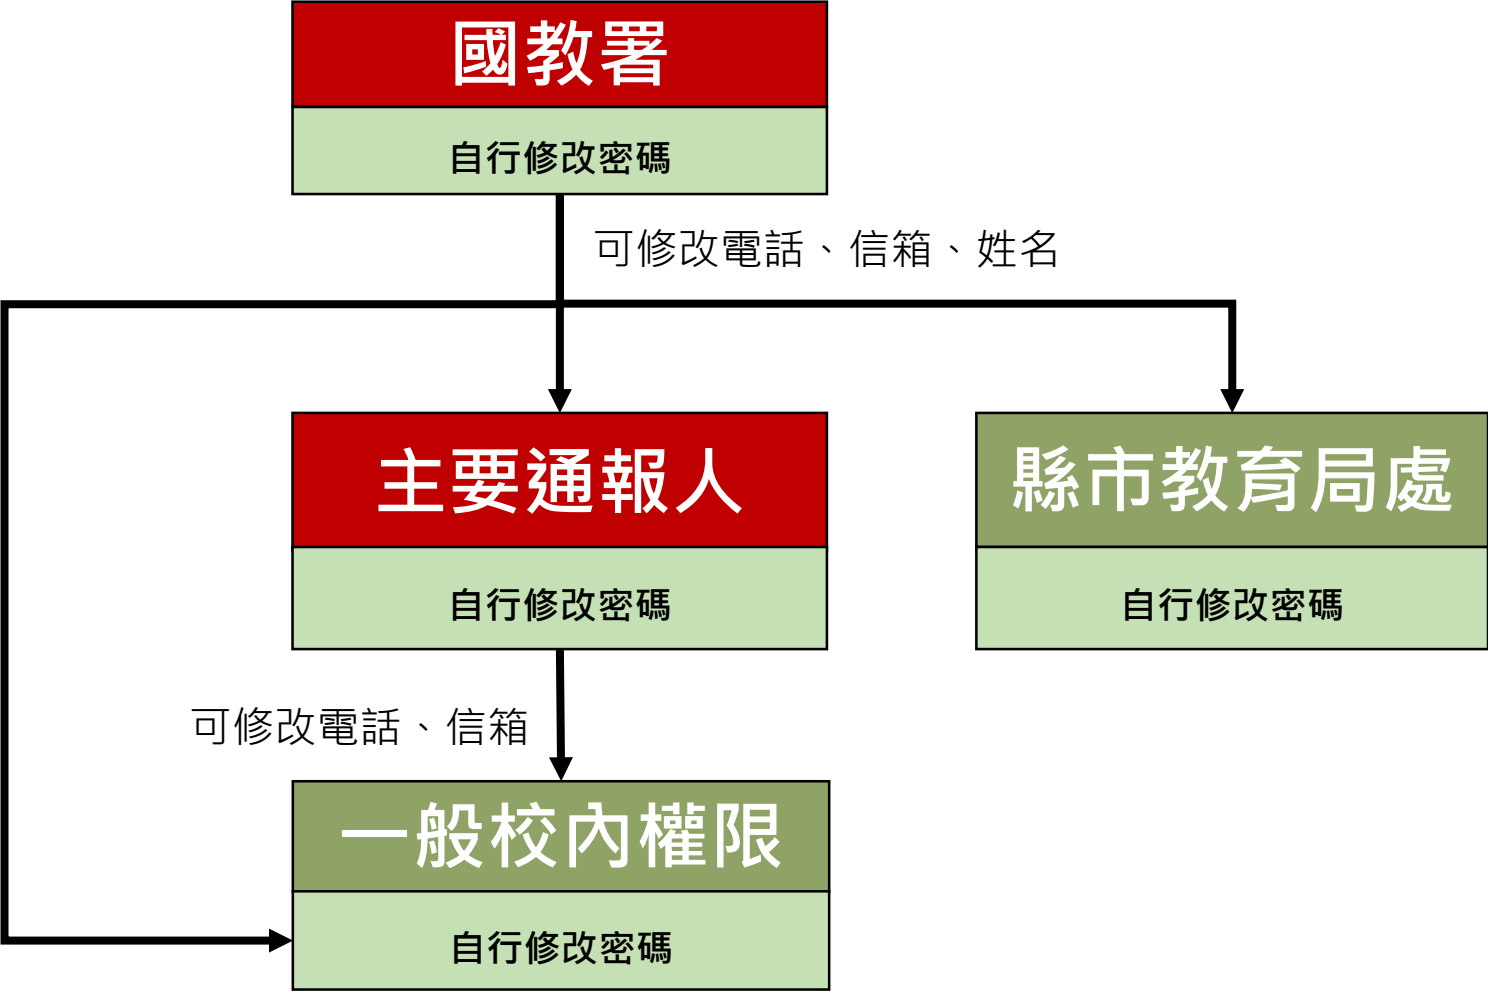 國教署
自行修改密碼
可修改電話、信箱、姓名
主要通報人
自行修改密碼
縣市教育局處
自行修改密碼
可修改電話、信箱
一般校內權限
自行修改密碼